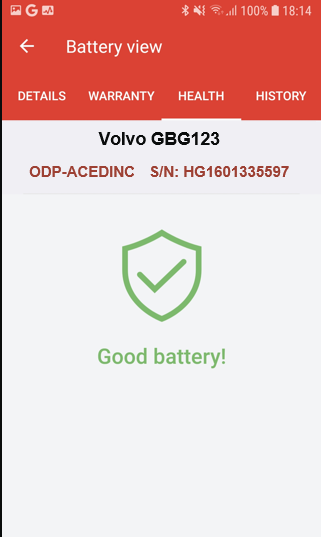 100% 18:14
Battery view
DETAILS WARRANTY HEALTH HISTORY
Volvo GBG123
ODP-ACEDINC S/N: HG1601335597
Good battery!